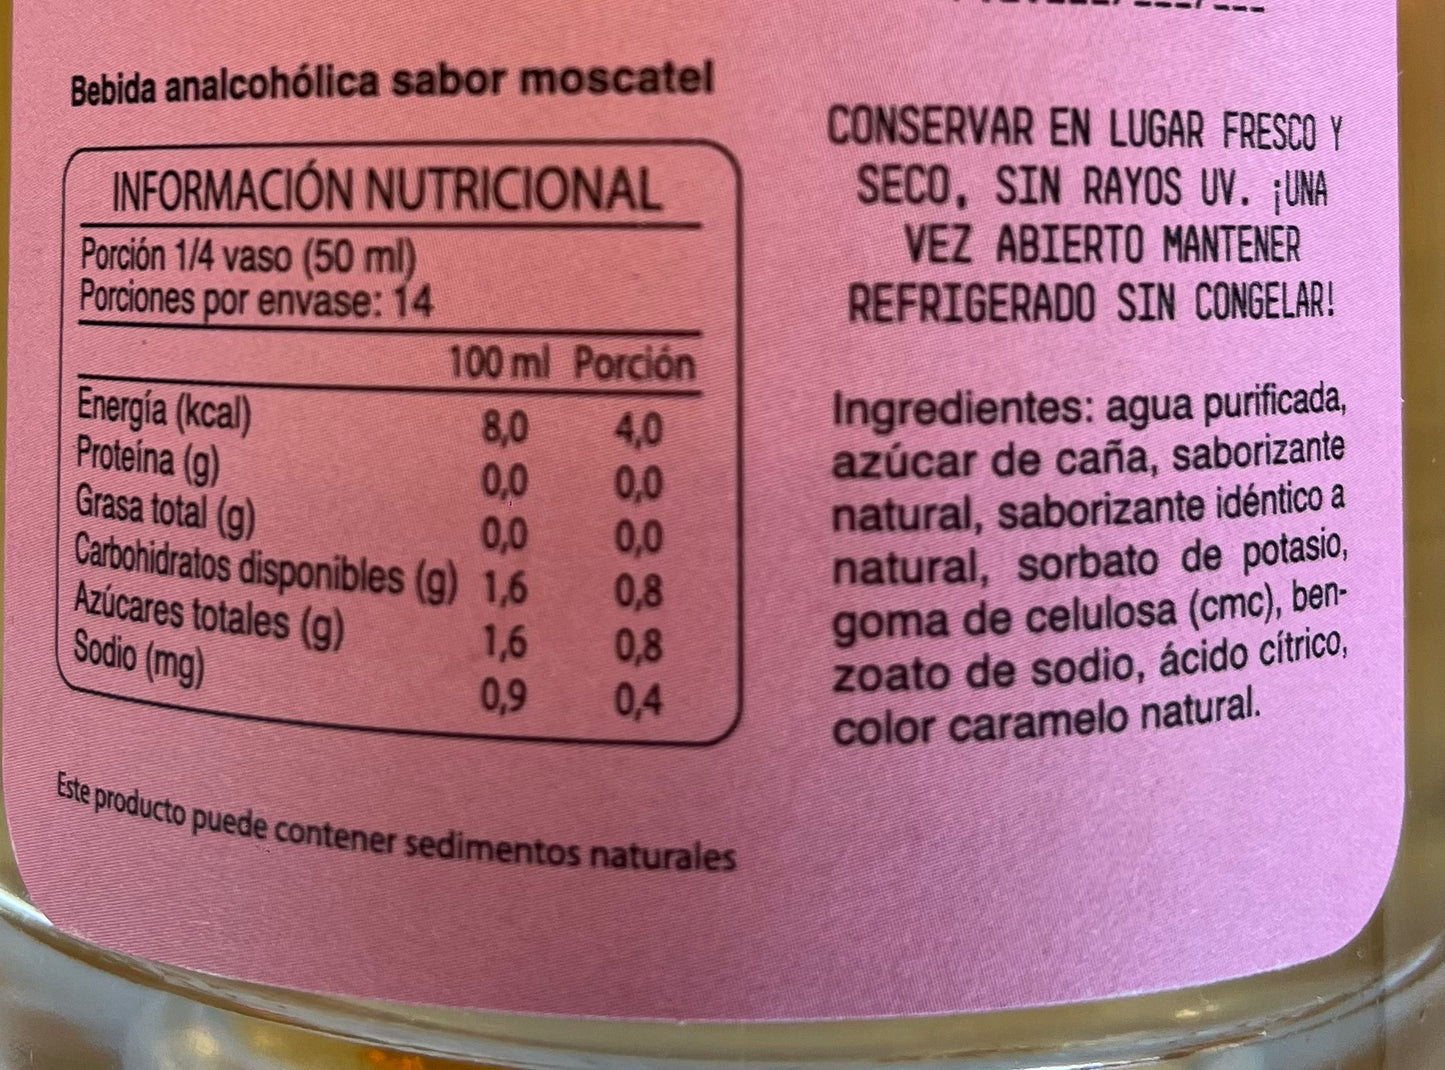 Bebida analcohólica sabor moscatel
INFORMACIÓN NUTRICIONAL
Porción 1/4 vaso (50 ml)
Porciones por envase: 14
100 ml Porción
Energía (kcal) 8,0 4,0
Proteína (g) 0,0 0,0
Grasa total (g) 0,0 0,0
Carbohidratos disponibles (g) 1,6 0,8
Azúcares totales (g) 1,6 0,8
Sodio (mg) 0,9 0,4
Este producto puede contener sedimentos naturales
CONSERVAR EN LUGAR FRESCO Y
SECO, SIN RAYOS UV. ¡UNA
VEZ ABIERTO MANTENER
REFRIGERADO SIN CONGELAR!
Ingredientes: agua purificada,
azúcar de caña, saborizante
natural, saborizante idéntico a
natural, sorbato de potasio,
goma de celulosa (cmc), ben-
zoato de sodio, ácido cítrico,
color caramelo natural.